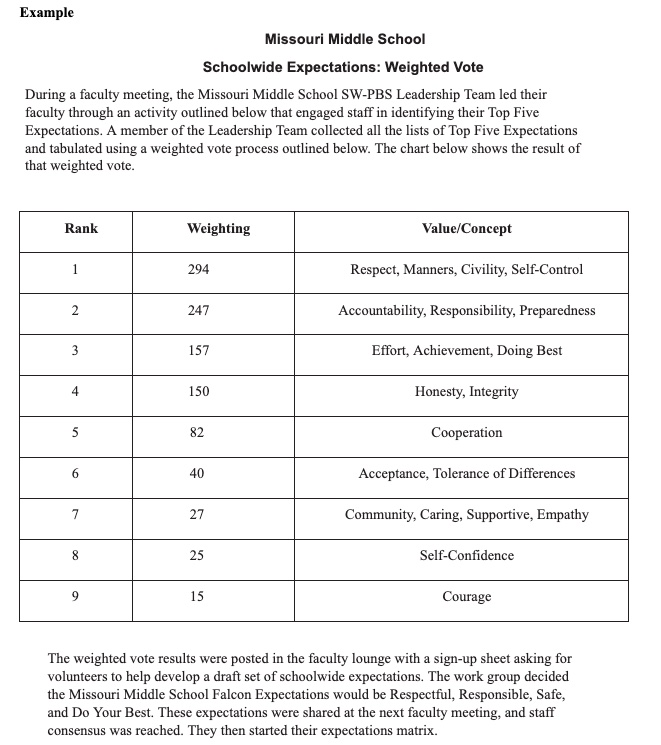 Example
Missouri Middle School
Schoolwide Expectations: Weighted Vote
During a faculty meeting, the Missouri Middle School SW-PBS Leadership Team led their
faculty through an activity outlined below that engaged staff in identifying their Top Five
Expectations. A member of the Leadership Team collected all the lists of Top Five Expectations
and tabulated using a weighted vote process outlined below. The chart below shows the result of
that weighted vote.
Rank Weighting Value/Concept
1 294 Respect, Manners, Civility, Self-Control
2 247 Accountability, Responsibility, Preparedness
3 157 Effort, Achievement, Doing Best
4 150 Honesty, Integrity
5 82 Cooperation
6 40 Acceptance, Tolerance of Differences
7 27 Community, Caring, Supportive, Empathy
8 25 Self-Confidence
9 15 Courage
The weighted vote results were posted in the faculty lounge with a sign-up sheet asking for
volunteers to help develop a draft set of schoolwide expectations. The work group decided
the Missouri Middle School Falcon Expectations would be Respectful, Responsible, Safe,
and Do Your Best. These expectations were shared at the next faculty meeting, and staff
consensus was reached. They then started their expectations matrix.